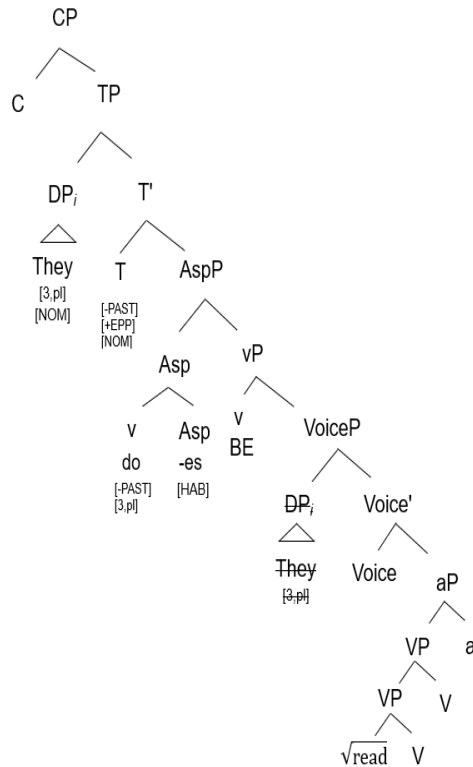 CP
C TP
DPi T'
They T AspP
[3,pl] [-PAST]
[NOM] [+EPP]
[NOM]
Asp vP
v Asp v VoiceP
do -es BE
[-PAST] [HAB]
[3,pl]
DPi Voice'
They Voice aP
[3,pl]
VP a
VP V
√read V